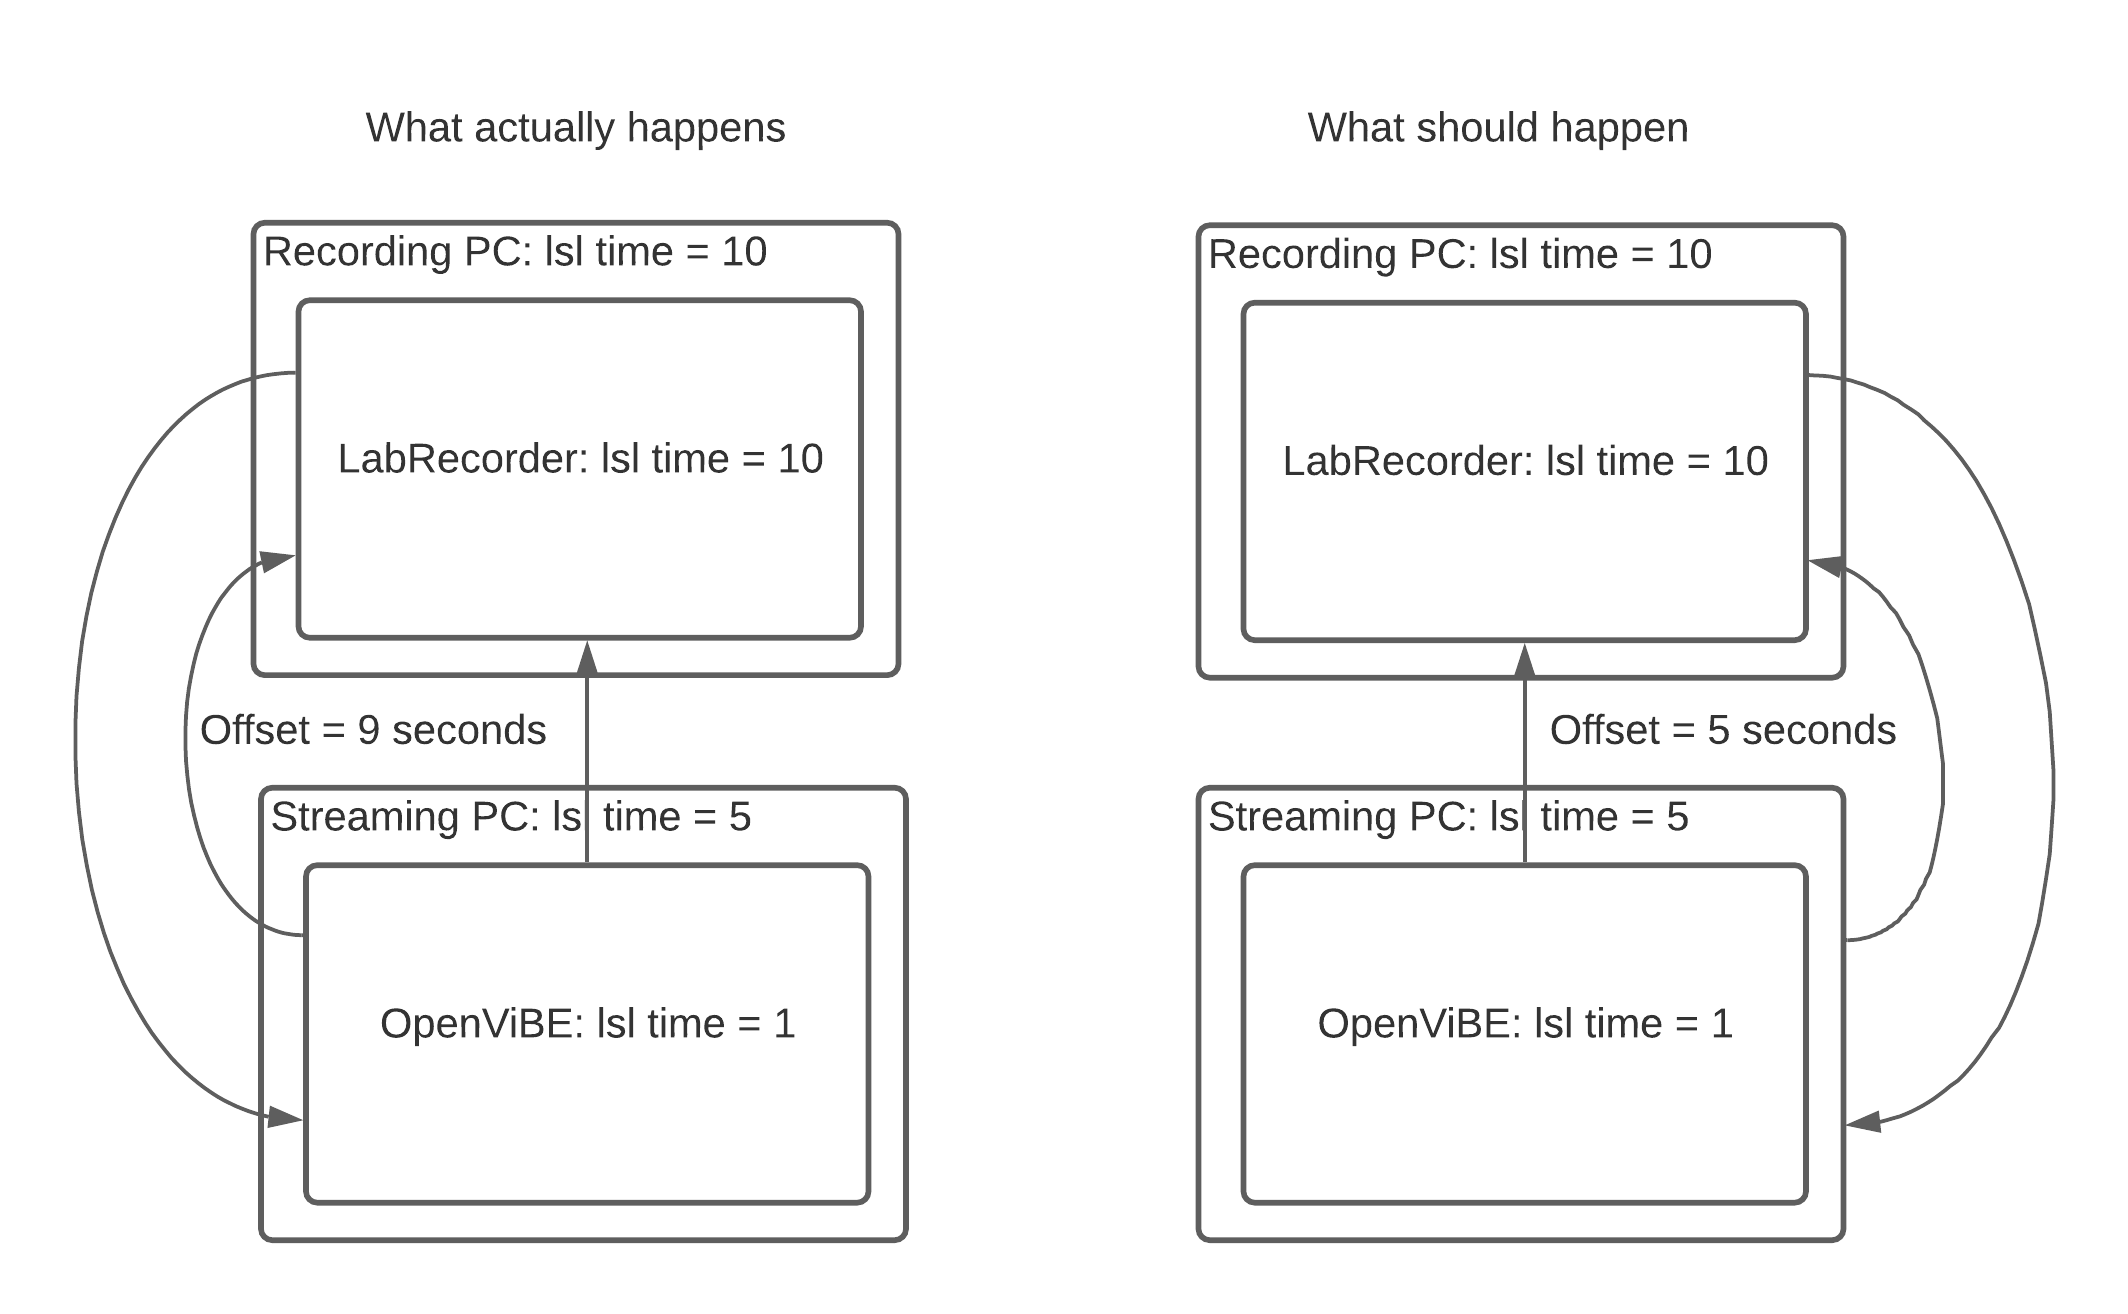 What actually happens
Recording PC: lsl time = 10
LabRecorder: lsl time = 10
Offset = 9 seconds
Streaming PC: lsl time = 5
OpenViBE: lsl time = 1
What should happen
Recording PC: lsl time = 10
LabRecorder: lsl time = 10
Offset = 5 seconds
Streaming PC: lsl time = 5
OpenViBE: lsl time = 1